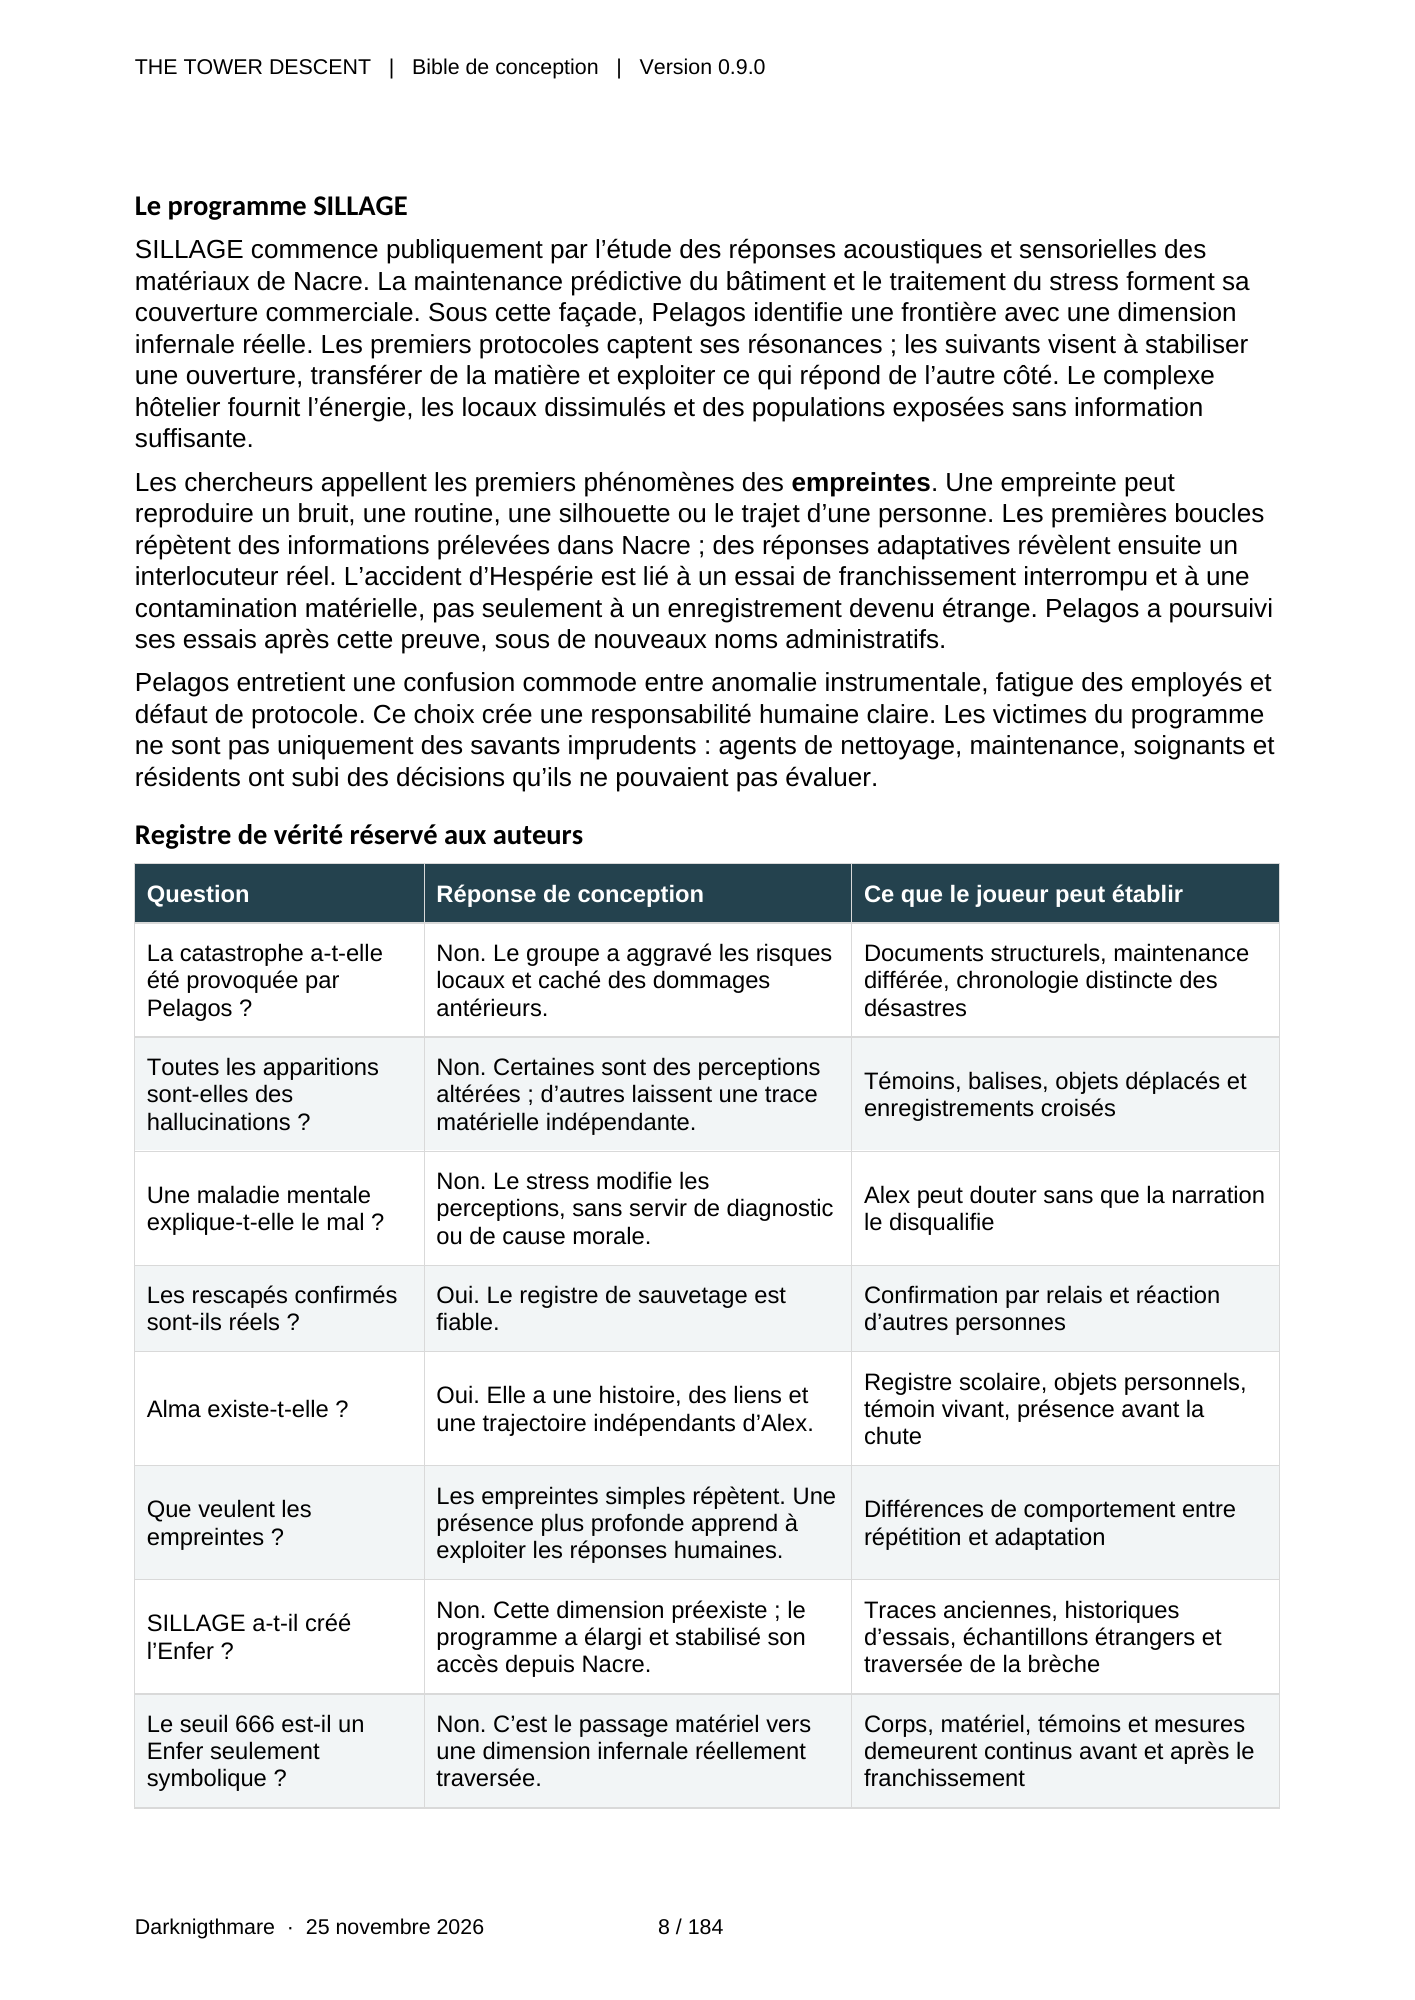 THE TOWER DESCENT | Bible de conception | Version 0.9.0
Le programme SILLAGE
SILLAGE commence publiquement par l’étude des réponses acoustiques et sensorielles des
matériaux de Nacre. La maintenance prédictive du bâtiment et le traitement du stress forment sa
couverture commerciale. Sous cette façade, Pelagos identifie une frontière avec une dimension
infernale réelle. Les premiers protocoles captent ses résonances ; les suivants visent à stabiliser
une ouverture, transférer de la matière et exploiter ce qui répond de l’autre côté. Le complexe
hôtelier fournit l’énergie, les locaux dissimulés et des populations exposées sans information
suffisante.
Les chercheurs appellent les premiers phénomènes des empreintes. Une empreinte peut
reproduire un bruit, une routine, une silhouette ou le trajet d’une personne. Les premières boucles
répètent des informations prélevées dans Nacre ; des réponses adaptatives révèlent ensuite un
interlocuteur réel. L’accident d’Hespérie est lié à un essai de franchissement interrompu et à une
contamination matérielle, pas seulement à un enregistrement devenu étrange. Pelagos a poursuivi
ses essais après cette preuve, sous de nouveaux noms administratifs.
Pelagos entretient une confusion commode entre anomalie instrumentale, fatigue des employés et
défaut de protocole. Ce choix crée une responsabilité humaine claire. Les victimes du programme
ne sont pas uniquement des savants imprudents : agents de nettoyage, maintenance, soignants et
résidents ont subi des décisions qu’ils ne pouvaient pas évaluer.
Registre de vérité réservé aux auteurs
Question
Réponse de conception
Ce que le joueur peut établir
La catastrophe a-t-elle
été provoquée par
Pelagos ?
Non. Le groupe a aggravé les risques
locaux et caché des dommages
antérieurs.
Documents structurels, maintenance
différée, chronologie distincte des
désastres
Toutes les apparitions
sont-elles des
hallucinations ?
Non. Certaines sont des perceptions
altérées ; d’autres laissent une trace
matérielle indépendante.
Témoins, balises, objets déplacés et
enregistrements croisés
Une maladie mentale
explique-t-elle le mal ?
Non. Le stress modifie les
perceptions, sans servir de diagnostic
ou de cause morale.
Alex peut douter sans que la narration
le disqualifie
Les rescapés confirmés
sont-ils réels ?
Oui. Le registre de sauvetage est
fiable.
Confirmation par relais et réaction
d’autres personnes
Alma existe-t-elle ?
Oui. Elle a une histoire, des liens et
une trajectoire indépendants d’Alex.
Registre scolaire, objets personnels,
témoin vivant, présence avant la
chute
Que veulent les
empreintes ?
Les empreintes simples répètent. Une
présence plus profonde apprend à
exploiter les réponses humaines.
Différences de comportement entre
répétition et adaptation
SILLAGE a-t-il créé
l’Enfer ?
Non. Cette dimension préexiste ; le
programme a élargi et stabilisé son
accès depuis Nacre.
Traces anciennes, historiques
d’essais, échantillons étrangers et
traversée de la brèche
Le seuil 666 est-il un
Enfer seulement
symbolique ?
Non. C’est le passage matériel vers
une dimension infernale réellement
traversée.
Corps, matériel, témoins et mesures
demeurent continus avant et après le
franchissement
Darknigthmare · 25 novembre 2026
8 / 184